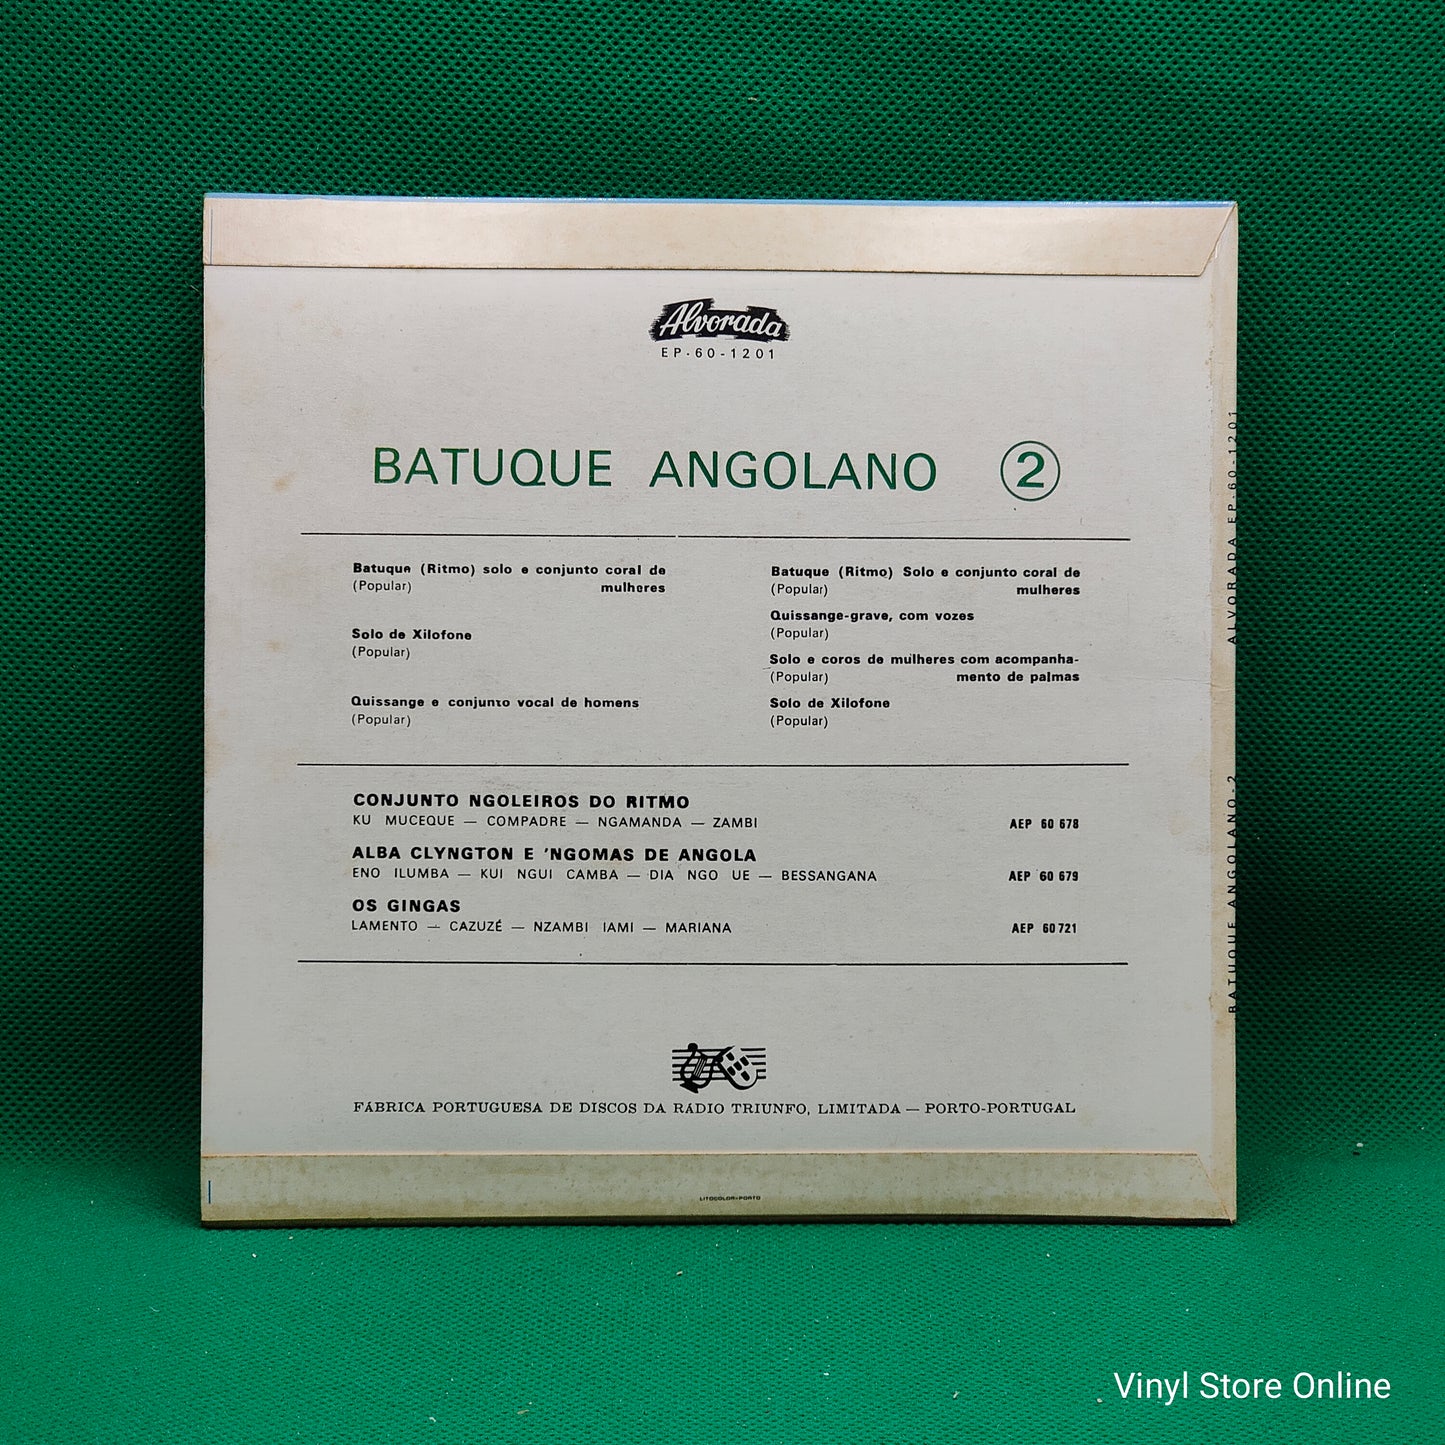 Alvorada
EP·60-1201
BATUQUE ANGOLANO 2
Batuque (Ritmo) solo e conjunto coral de
(Popular) mulheres
Solo de Xilofone
(Popular)
Quissange e conjunto vocal de homens
(Popular)
Batuque (Ritmo) Solo e conjunto coral de
(Popular) mulheres
Quissange-grave, com vozes
(Popular)
Solo e coros de mulheres com acompanha-
(Popular) mento de palmas
Solo de Xilofone
(Popular)
CONJUNTO NGOLEIROS DO RITMO
KU MUCEQUE — COMPADRE — NGAMANDA — ZAMBI AEP 60 678
ALBA CLYNGTON E 'NGOMAS DE ANGOLA
ENO ILUMBA — KUI NGUI CAMBA — DIA NGO UE — BESSANGANA AEP 60 679
OS GINGAS
LAMENTO — CAZUZÉ — NZAMBI IAMI — MARIANA AEP 60 721
FÁBRICA PORTUGUESA DE DISCOS DA RÁDIO TRIUNFO, LIMITADA — PORTO-PORTUGAL
LITOCOLOR-PORTO
BATUQUE ANGOLANO-2 ALVORADA EP·60-1201
Vinyl Store Online